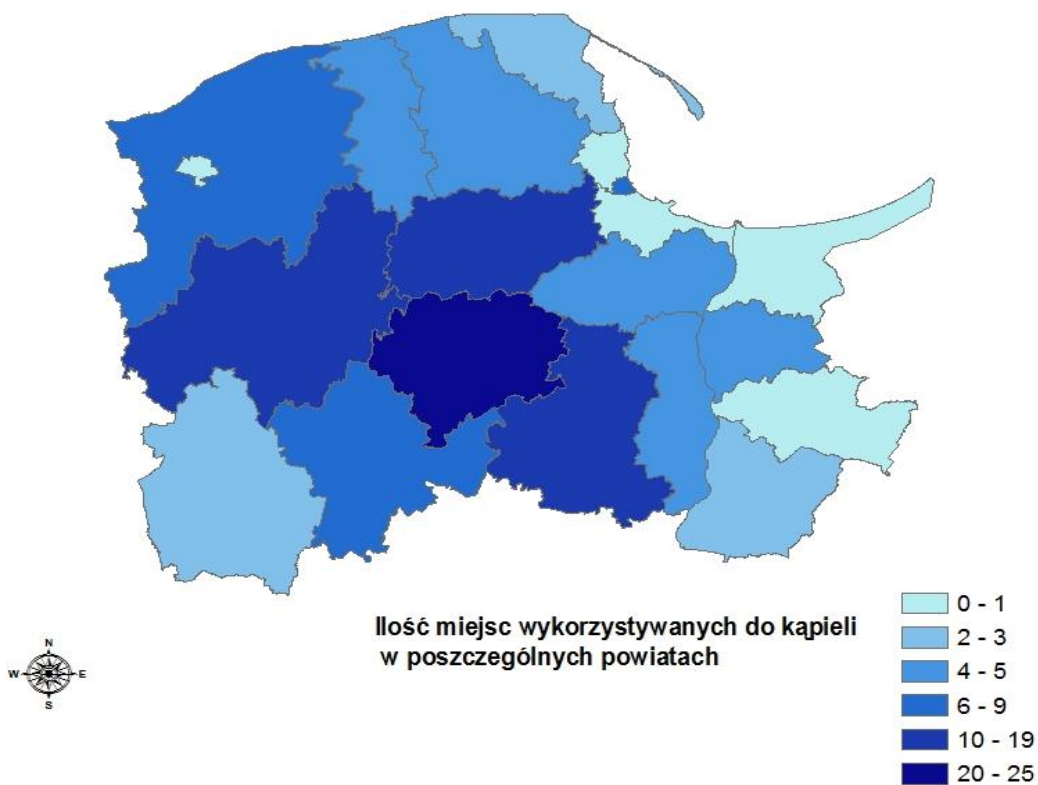 Ilość miejsc wykorzystywanych do kąpieli
w poszczególnych powiatach
N
W E
S
0 - 1
2 - 3
4 - 5
6 - 9
10 - 19
20 - 25